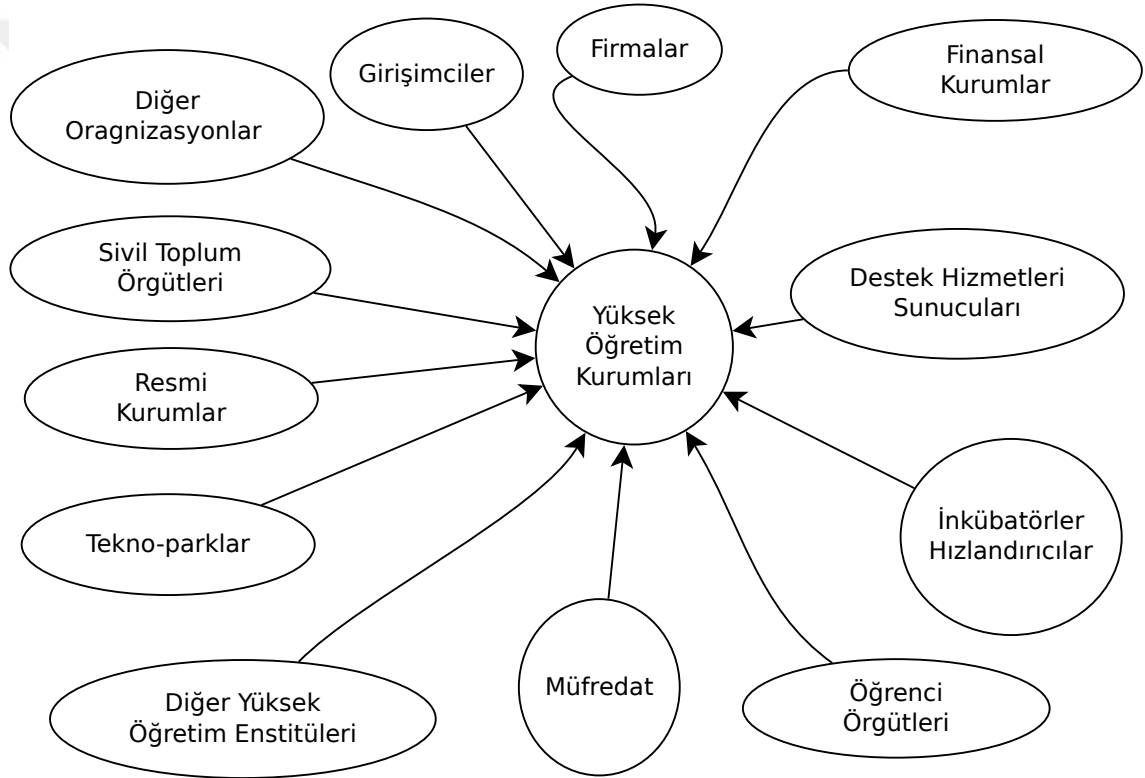 Firmalar
Girişimciler
Finansal
Kurumlar
Diğer
Oragnizasyonlar
Sivil Toplum
Örgütleri
Destek Hizmetleri
Sunucuları
Yüksek
Öğretim
Kurumları
Resmi
Kurumlar
Tekno-parklar
İnkübatörler
Hızlandırıcılar
Müfredat
Öğrenci
Örgütleri
Diğer Yüksek
Öğretim Enstitüleri